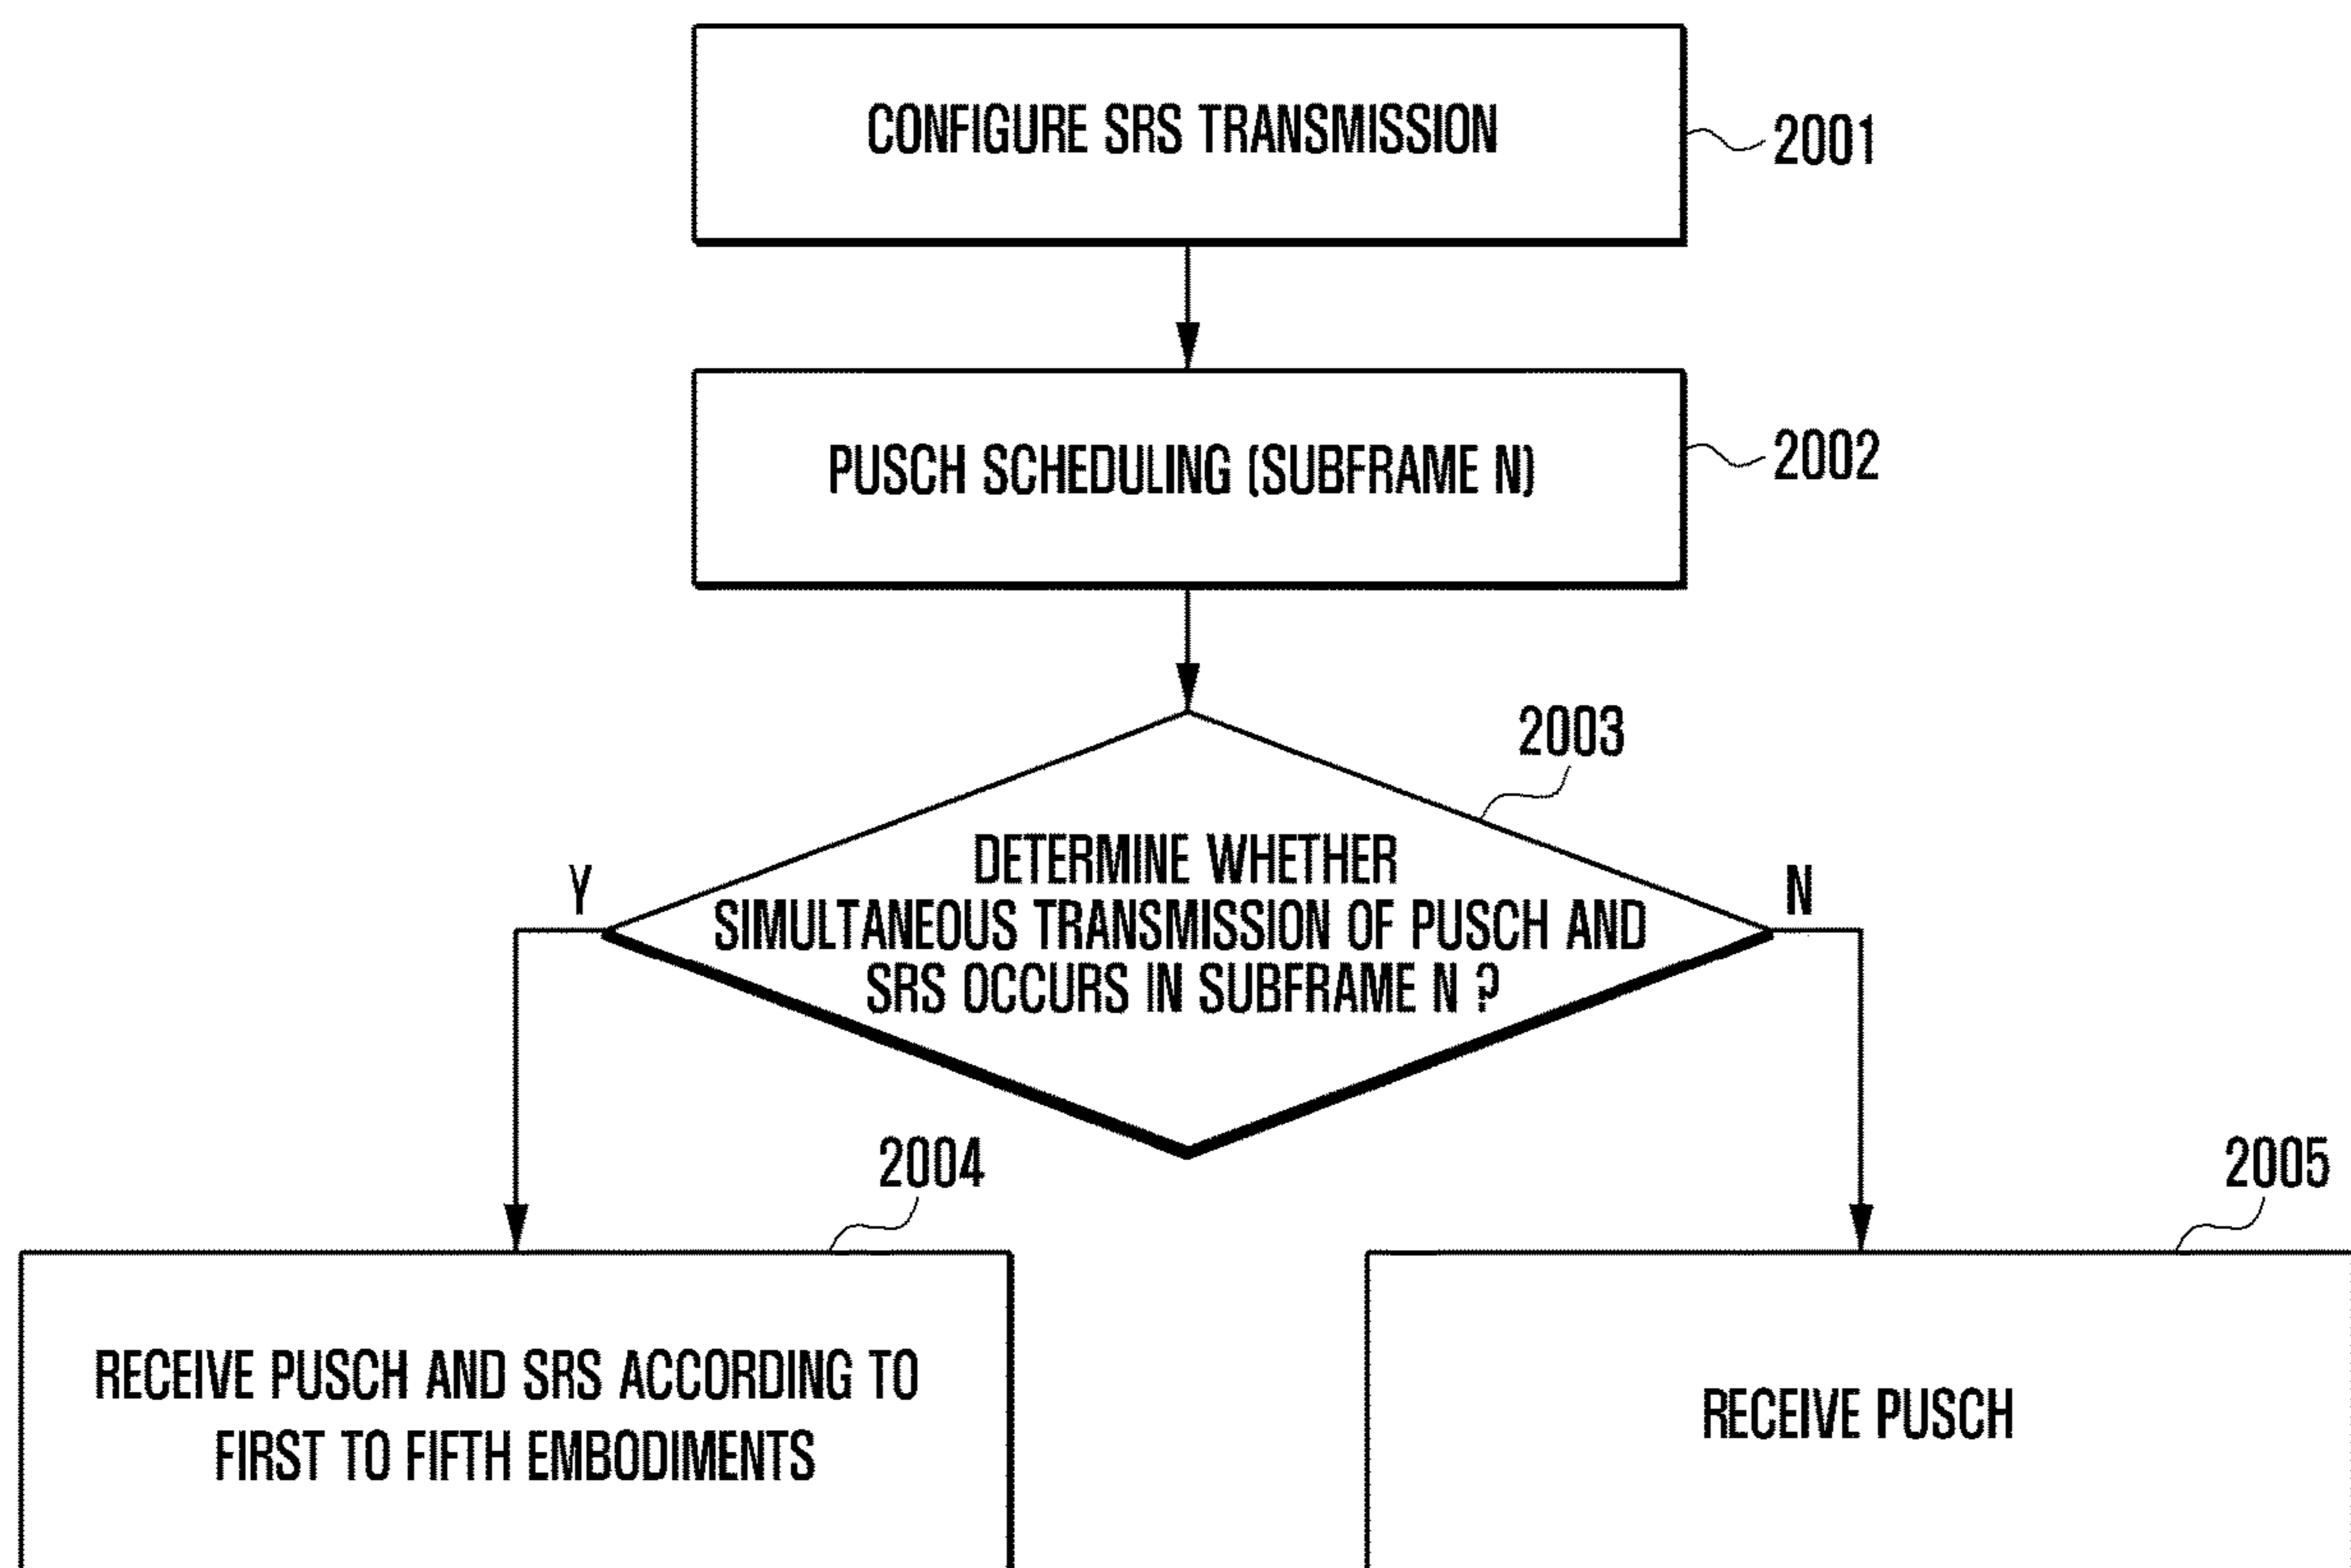 CONFIGURE SRS TRANSMISSION
2001
PUSCH SCHEDULING (SUBFRAME N)
2002
2003
DETERMINE WHETHER
SIMULTANEOUS TRANSMISSION OF PUSCH AND
SRS OCCURS IN SUBFRAME N ?
Y
N
2004
RECEIVE PUSCH AND SRS ACCORDING TO
FIRST TO FIFTH EMBODIMENTS
2005
RECEIVE PUSCH